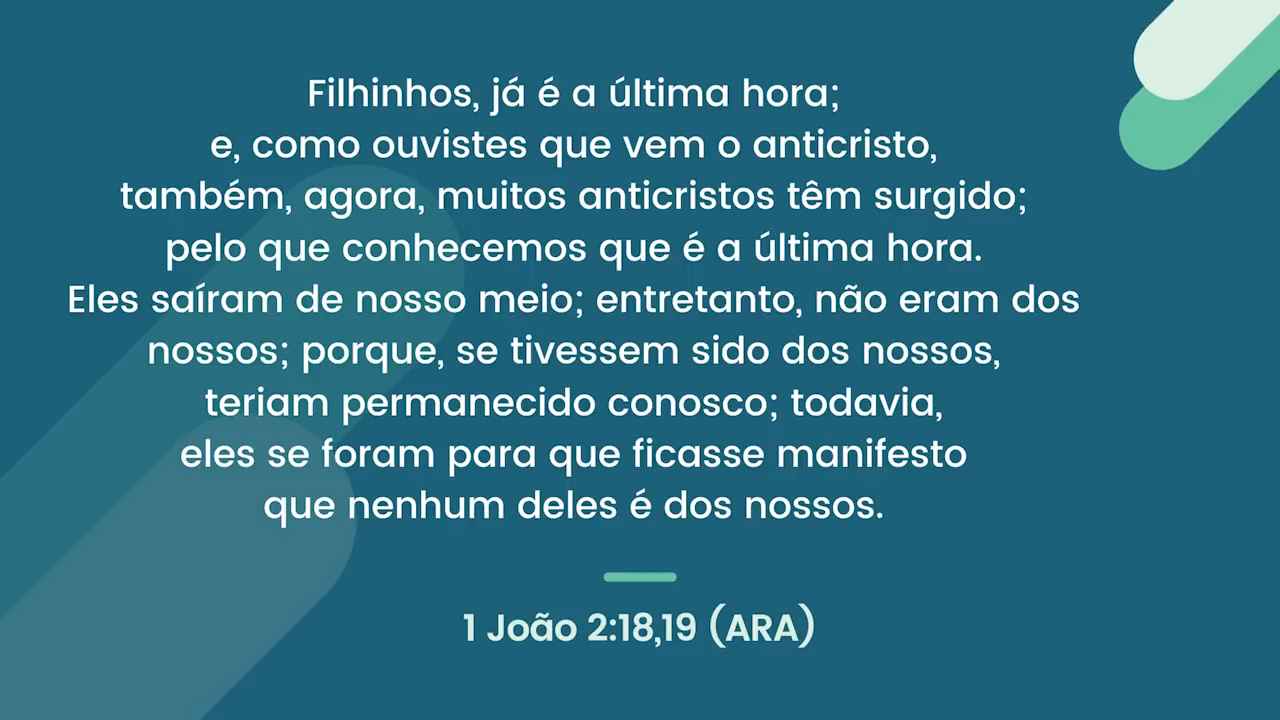 Filhinhos, já é a última hora;
e, como ouvistes que vem o anticristo,
também, agora, muitos anticristos têm surgido;
pelo que conhecemos que é a última hora.
Eles saíram de nosso meio; entretanto, não eram dos
nossos; porque, se tivessem sido dos nossos,
teriam permanecido conosco; todavia,
eles se foram para que ficasse manifesto
que nenhum deles é dos nossos.
1 João 2:18,19 (ARA)